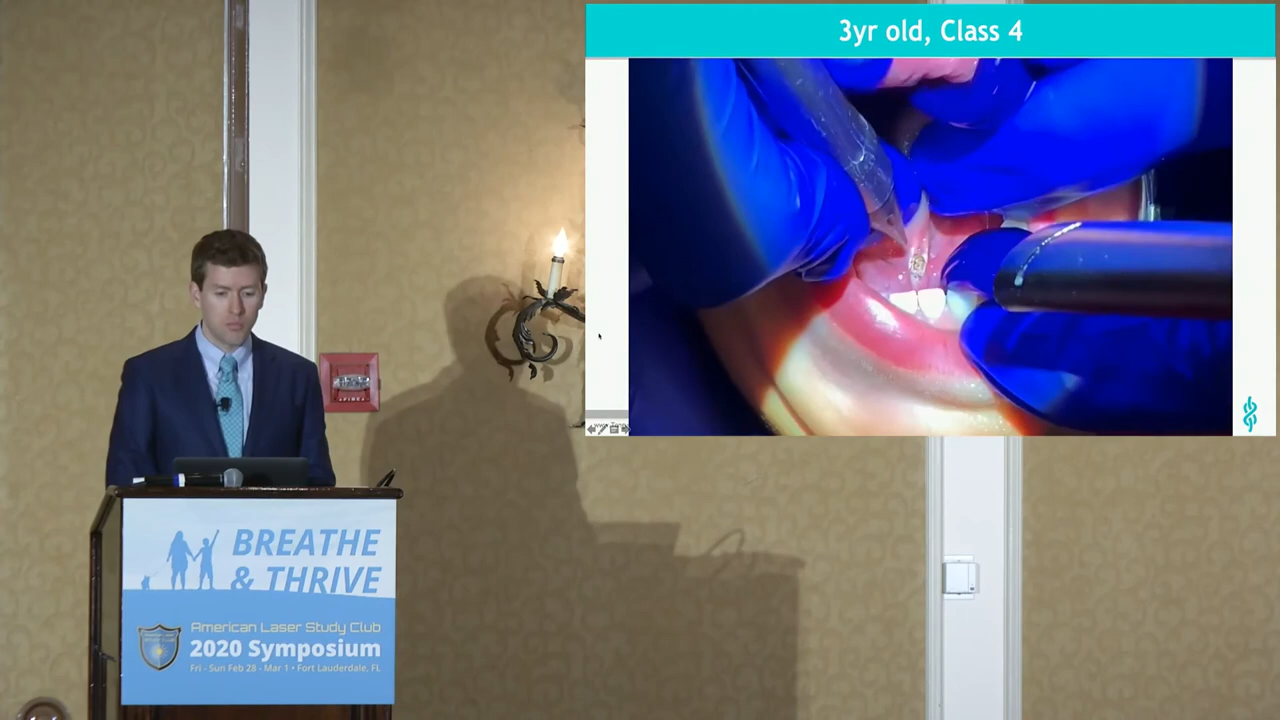 3yr old, Class 4
FIRE
BREATHE
& THRIVE
American Laser Study Club
2020 Symposium
Fri - Sun Feb 28 - Mar 1 • Fort Lauderdale, FL